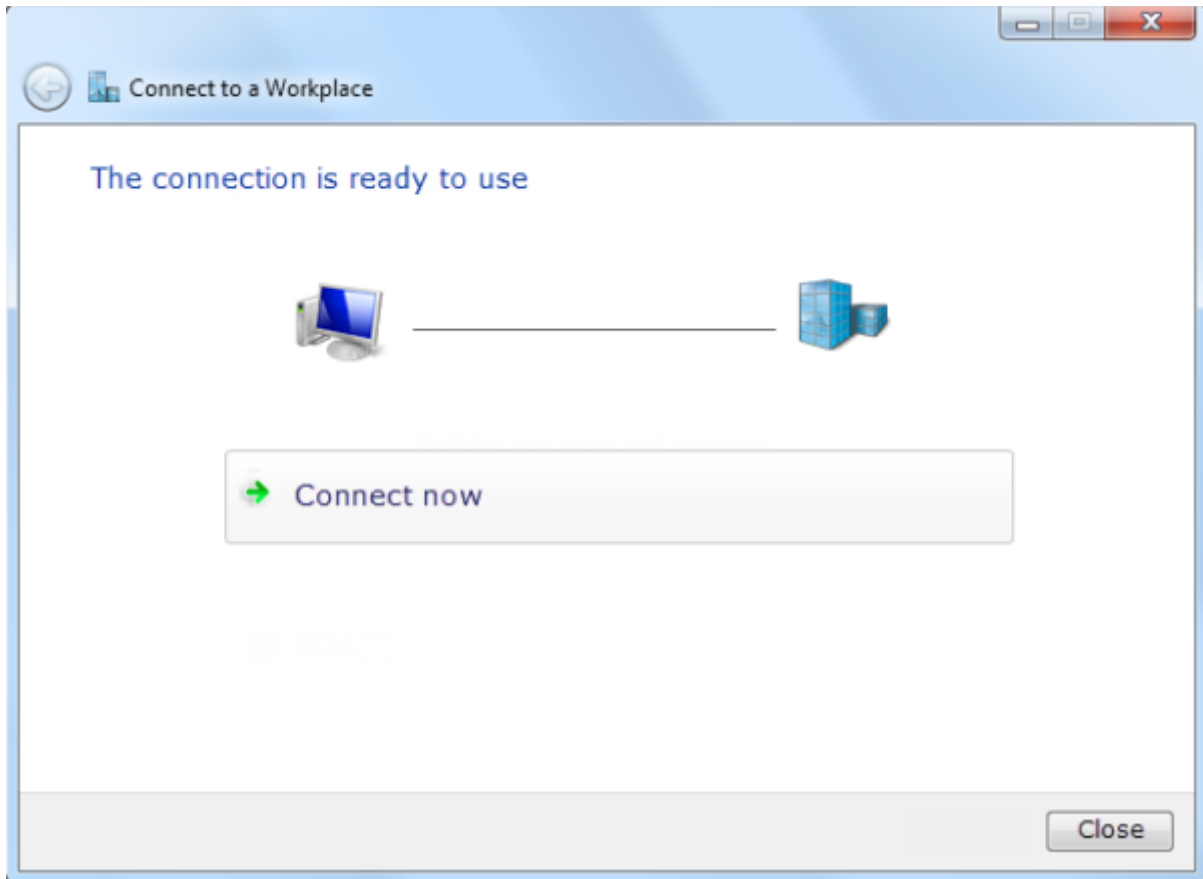 Connect to a Workplace
The connection is ready to use
Connect now
Close